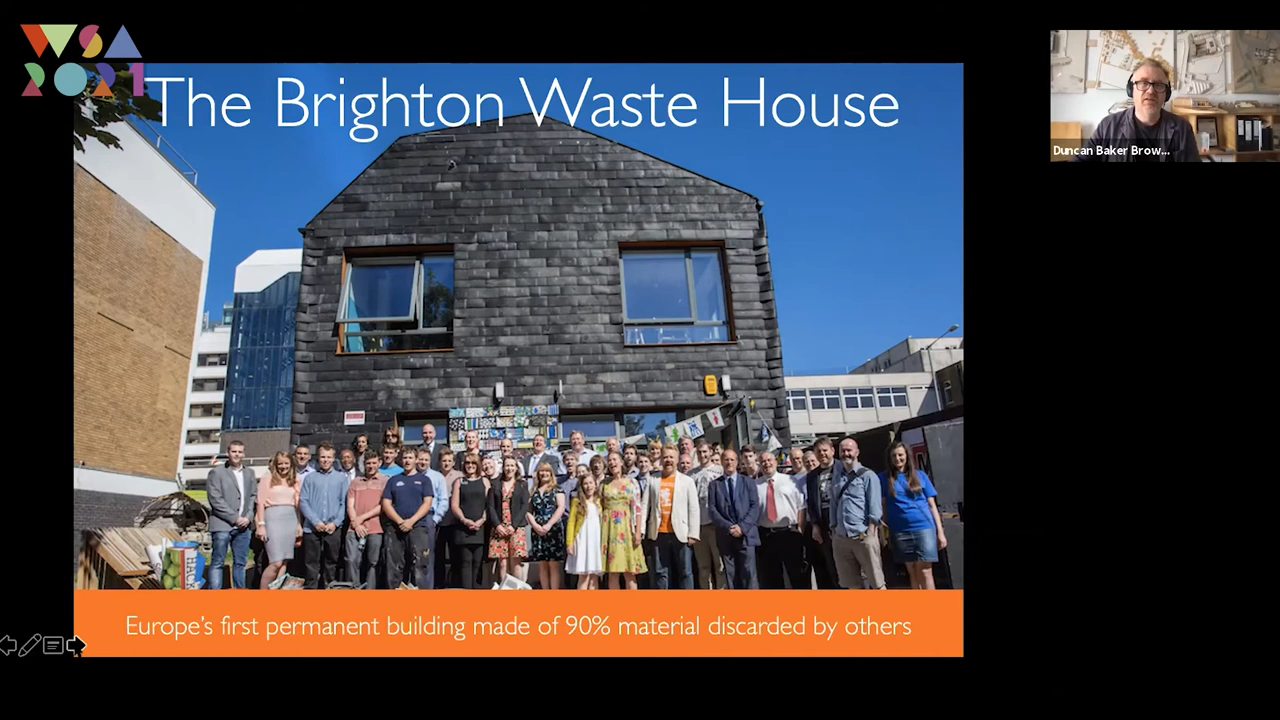 WSA
2021
The Brighton Waste House
Duncan Baker Brow...
Europe's first permanent building made of 90% material discarded by others